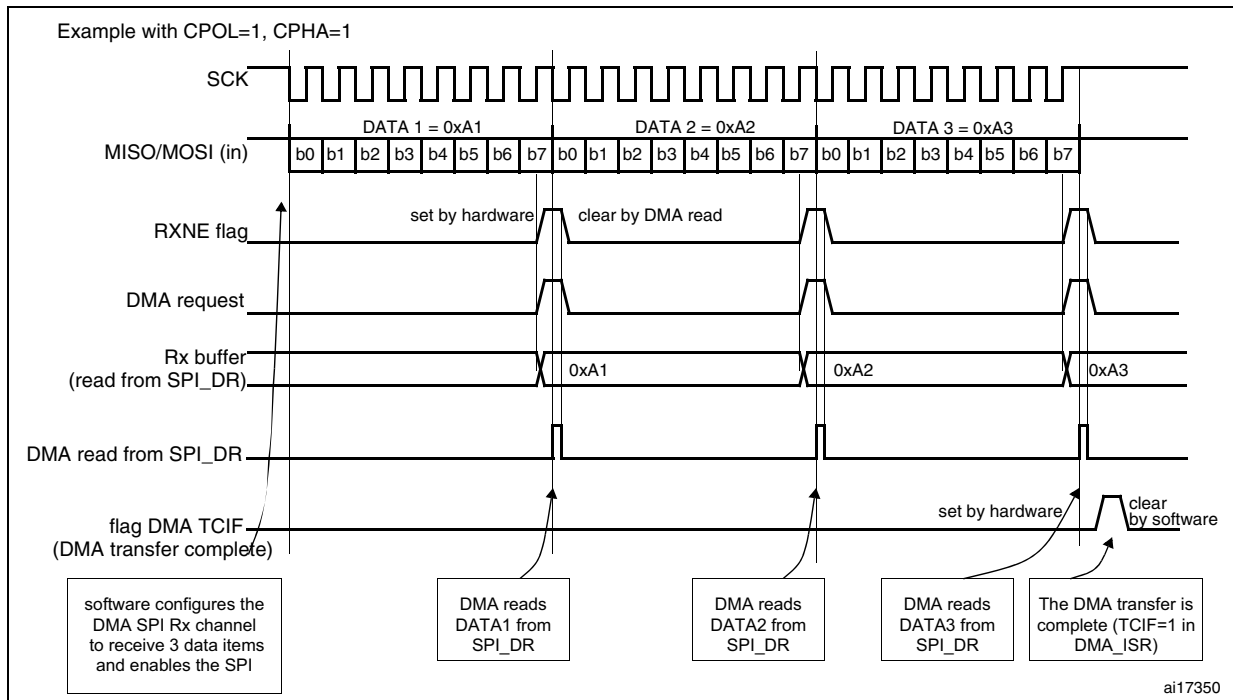 Example with CPOL=1, CPHA=1
SCK
DATA 1 = 0xA1 DATA 2 = 0xA2 DATA 3 = 0xA3
MISO/MOSI (in)
b0 b1 b2 b3 b4 b5 b6 b7 b0 b1 b2 b3 b4 b5 b6 b7 b0 b1 b2 b3 b4 b5 b6 b7
set by hardware clear by DMA read
RXNE flag
DMA request
Rx buffer
(read from SPI_DR)
0xA1 0xA2 0xA3
DMA read from SPI_DR
flag DMA TCIF
(DMA transfer complete)
set by hardware
clear
by software
software configures the
DMA SPI Rx channel
to receive 3 data items
and enables the SPI
DMA reads
DATA1 from
SPI_DR
DMA reads
DATA2 from
SPI_DR
DMA reads
DATA3 from
SPI_DR
The DMA transfer is
complete (TCIF=1 in
DMA_ISR)
ai17350